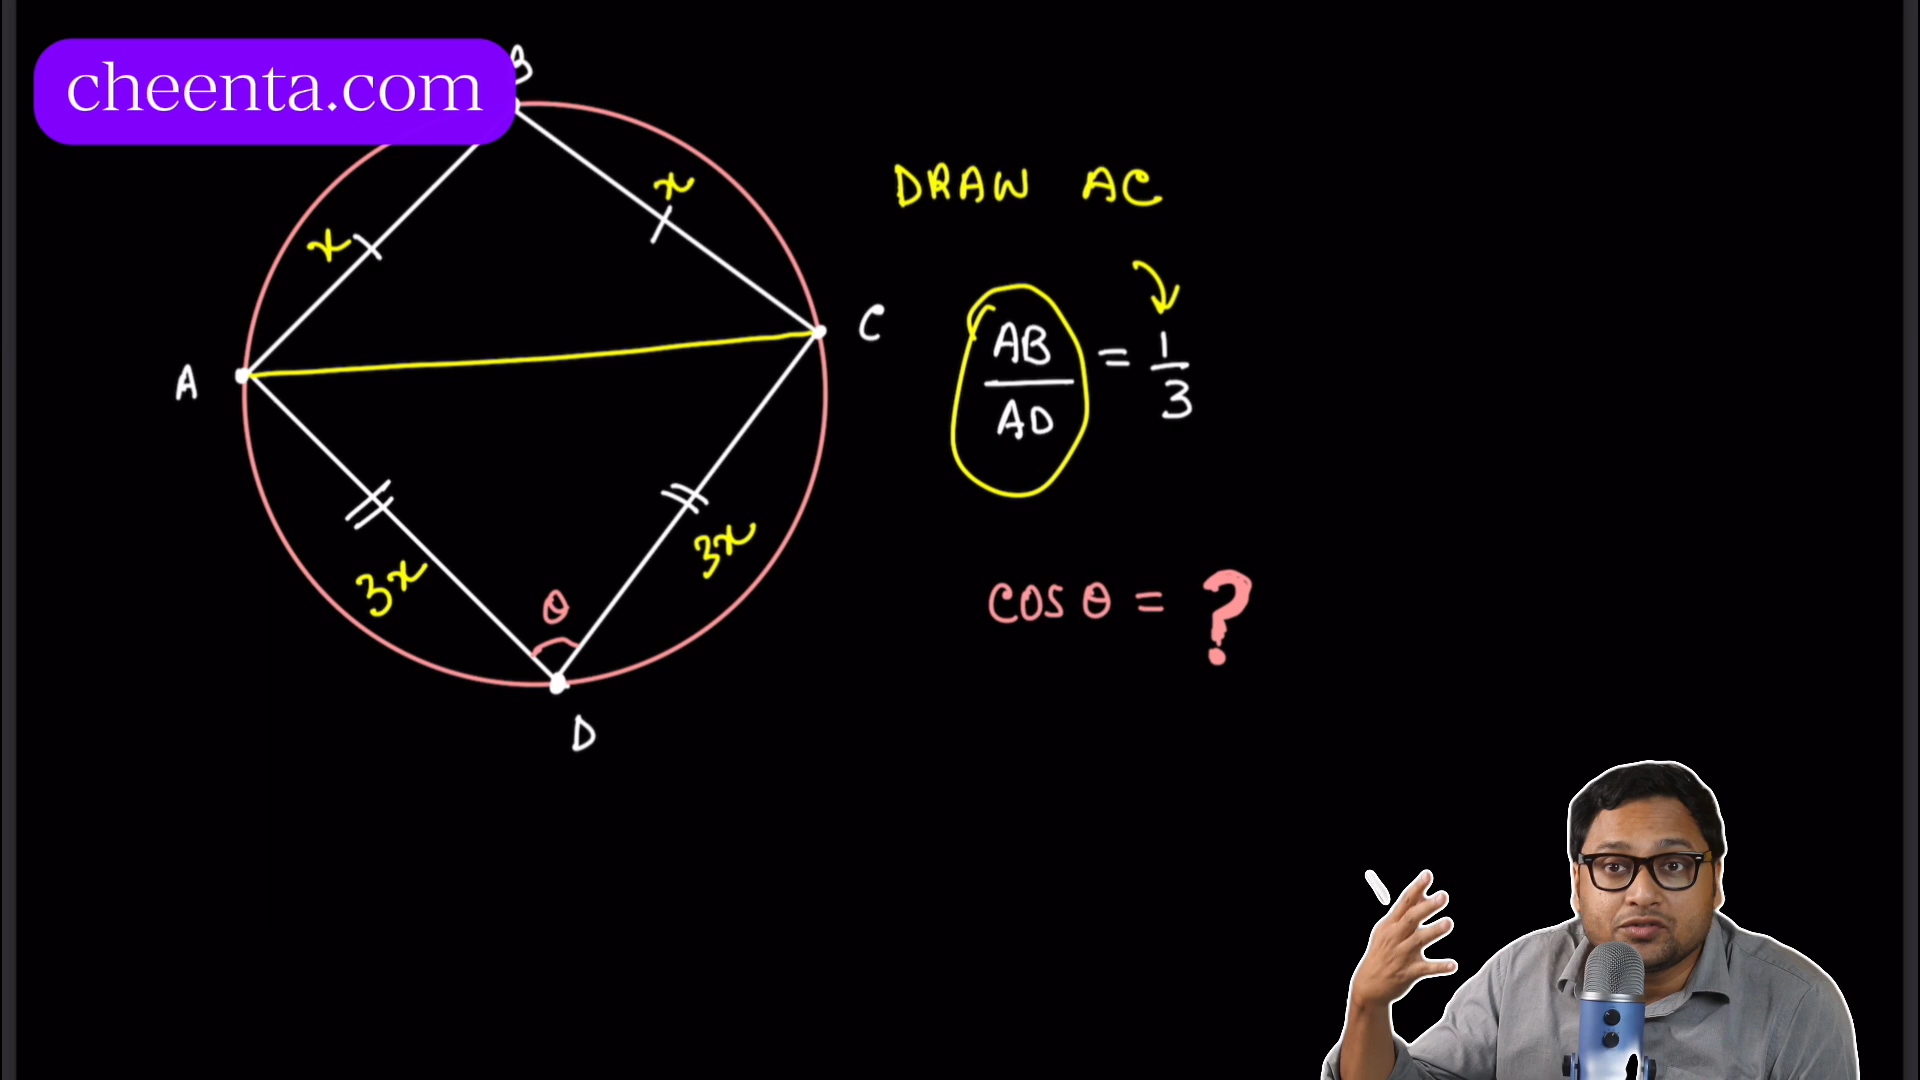 cheenta.com
B
x
x
DRAW AC
C
A
AB
AD
=
1
3
3x
3x
θ
cos θ = ?
D